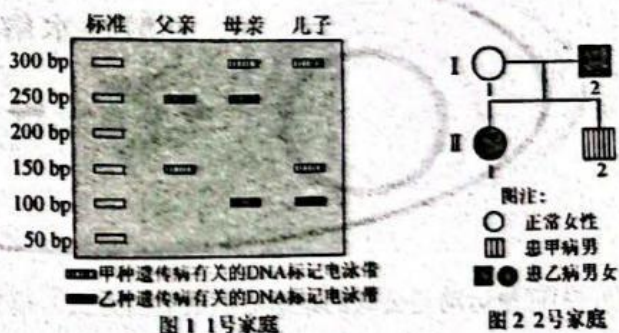 标准 父亲 母亲 儿子
300 bp
250 bp
200 bp
150 bp
100 bp
50 bp
甲种遗传病有关的DNA标记电泳带
乙种遗传病有关的DNA标记电泳带
图1 1号家庭
I
2
II
2
图注:
正常女性
患甲病男
患乙病男女
图2 2号家庭